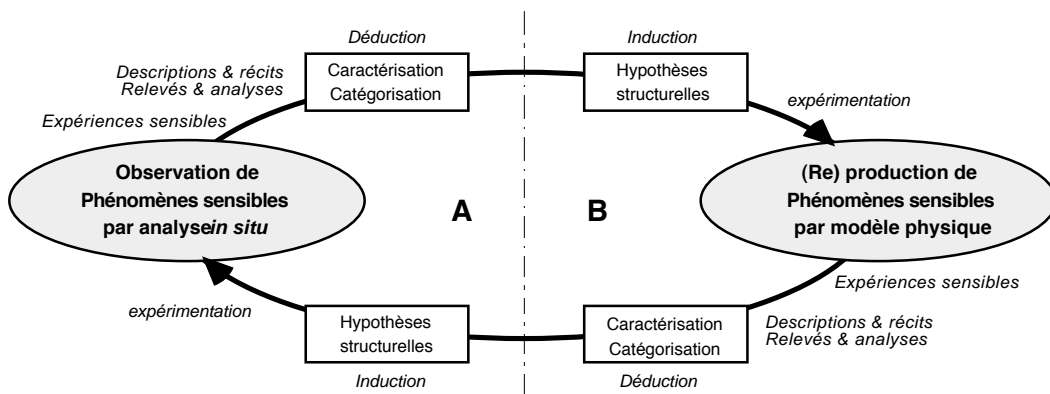 Déduction
Induction
Descriptions & récits
Relevés & analyses
Caractérisation
Catégorisation
Hypothèses
structurelles
expérimentation
Expériences sensibles
Observation de
Phénomènes sensibles
par analysein situ
A
B
(Re) production de
Phénomènes sensibles
par modèle physique
Expériences sensibles
expérimentation
Hypothèses
structurelles
Caractérisation
Catégorisation
Descriptions & récits
Relevés & analyses
Induction
Déduction